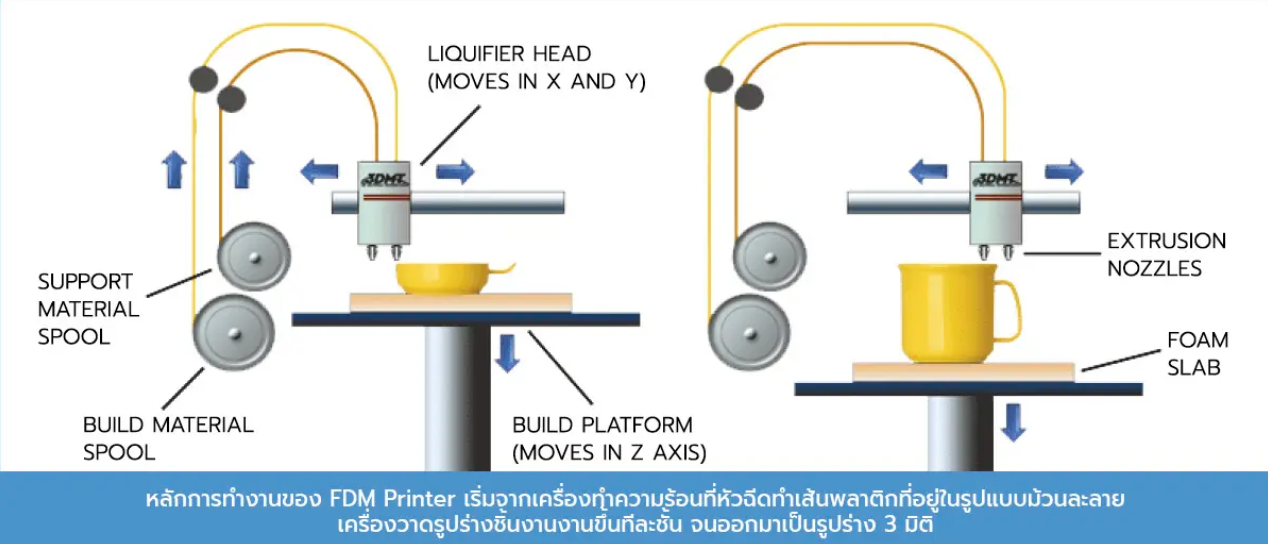 LIQUIFIER HEAD
(MOVES IN X AND Y)
3DMT
3DMT
EXTRUSION
NOZZLES
SUPPORT
MATERIAL
SPOOL
FOAM
SLAB
BUILD MATERIAL
SPOOL
BUILD PLATFORM
(MOVES IN Z AXIS)
หลักการทำงานของ FDM Printer เริ่มจากเครื่องทำความร้อนที่หัวฉีดทำเส้นพลาติกที่อยู่ในรูปแบบม้วนละลาย
เครื่องวาดรูปร่างชิ้นงานงานขึ้นทีละชั้น จนออกมาเป็นรูปร่าง 3 มิติ